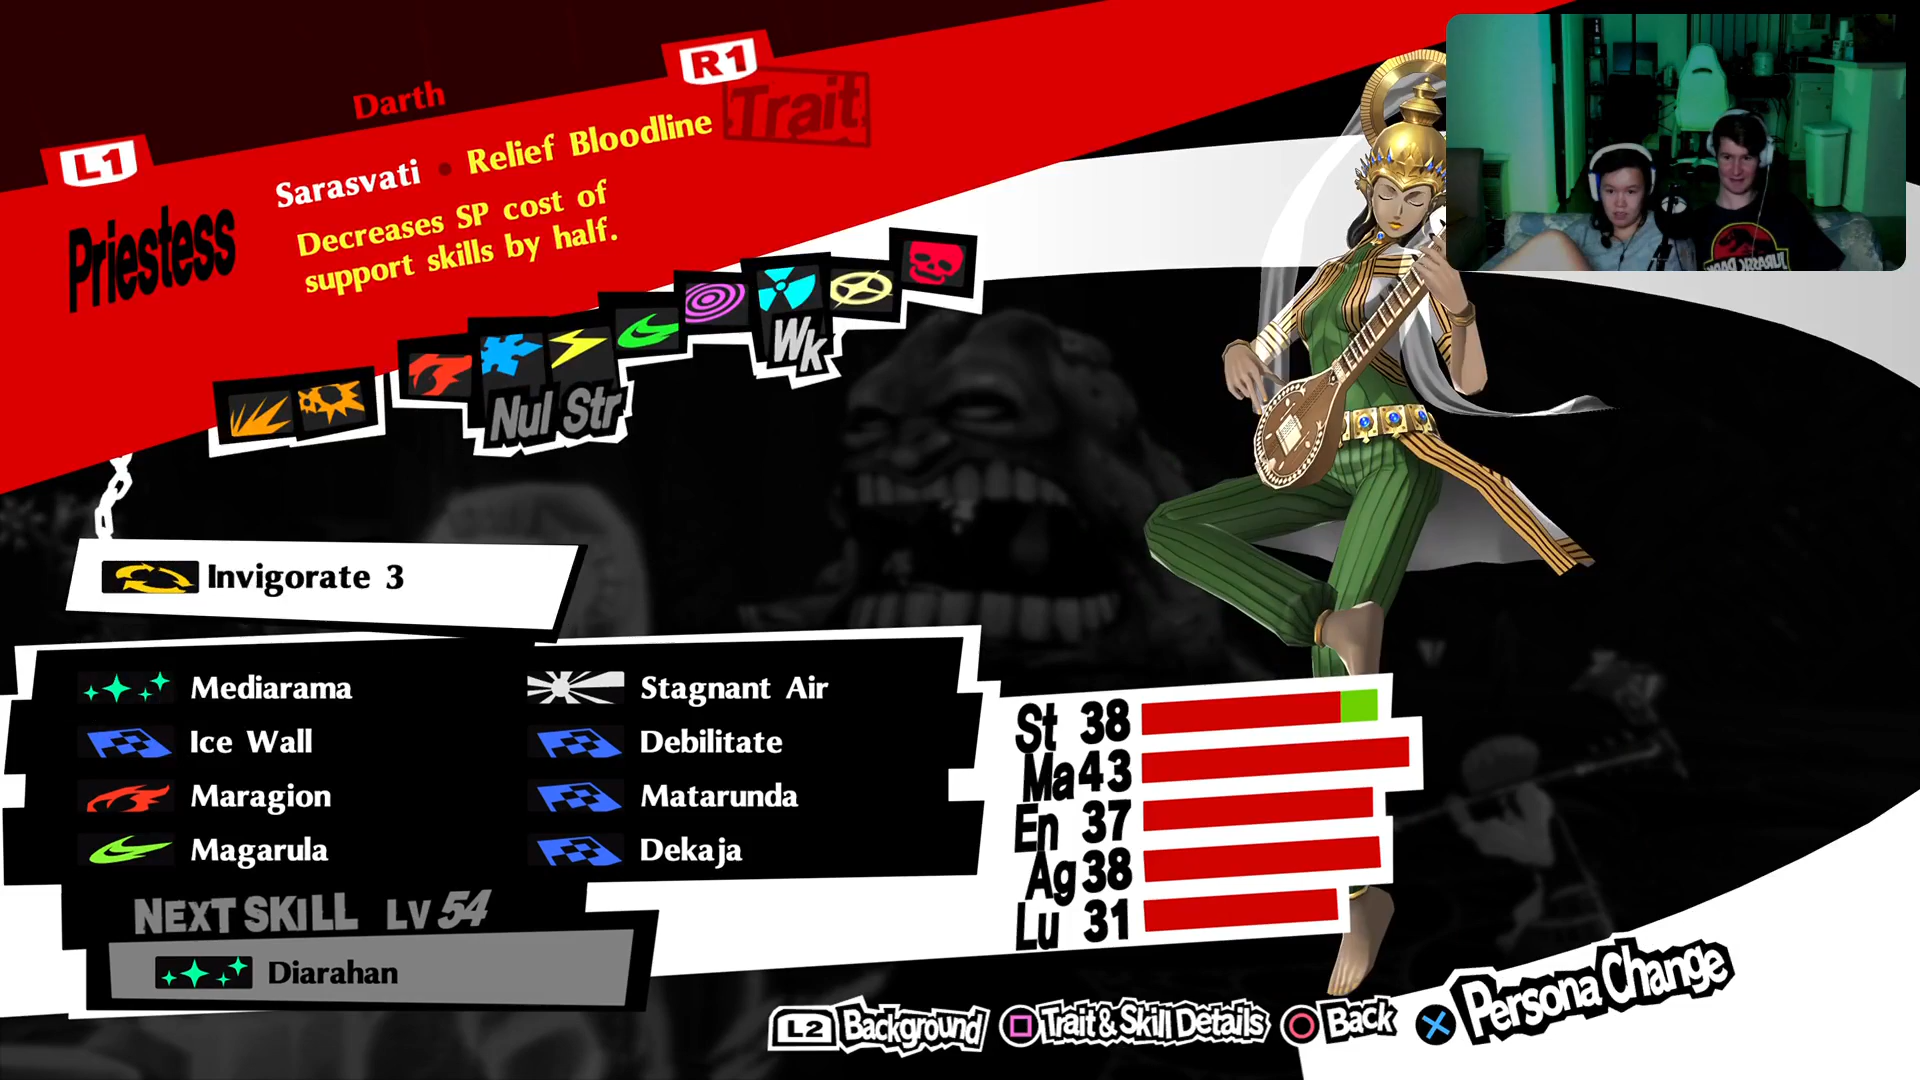 R1
Trait
Darth
L1
Sarasvati • Relief Bloodline
Priestess
Decreases SP cost of
support skills by half.
Wk
Nul Str
Invigorate 3
Mediarama
Stagnant Air
Ice Wall
Debilitate
Maragion
Matarunda
Magarula
Dekaja
St 38
Ma 43
En 37
Ag 38
Lu 31
NEXT SKILL LV 54
Diarahan
L2 Background
Trait & Skill Details
Back
Persona Change